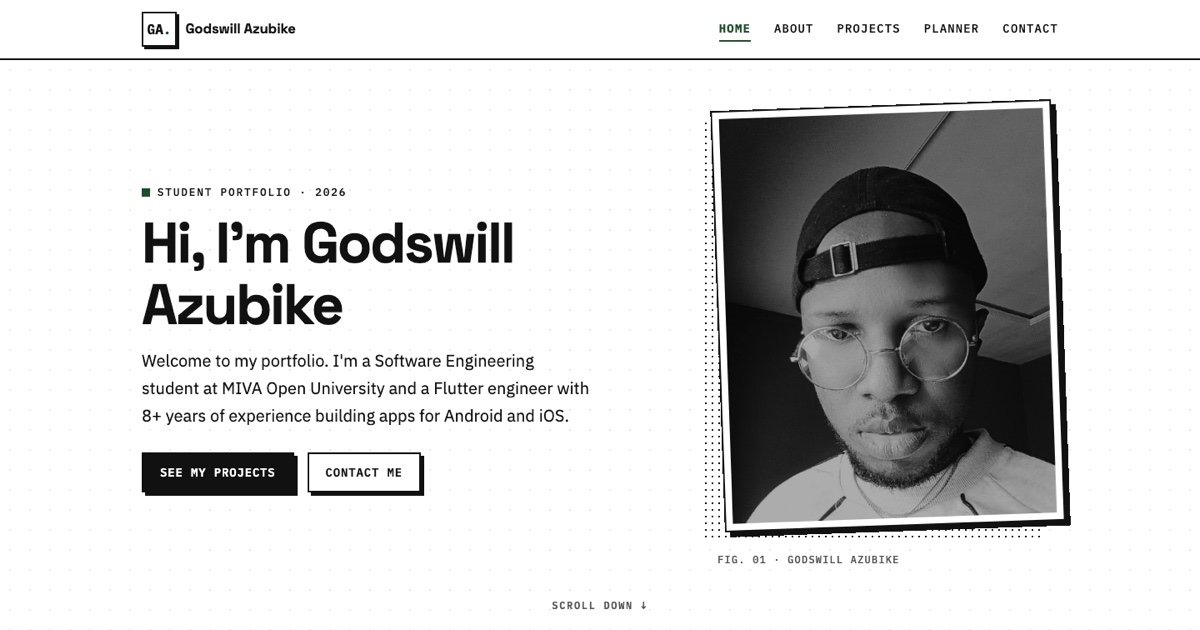 GA.
Godswill Azubike
HOME ABOUT PROJECTS PLANNER CONTACT
STUDENT PORTFOLIO · 2026
Hi, I’m Godswill
Azubike
Welcome to my portfolio. I'm a Software Engineering
student at MIVA Open University and a Flutter engineer with
8+ years of experience building apps for Android and iOS.
SEE MY PROJECTS
CONTACT ME
FIG. 01 · GODSWILL AZUBIKE
SCROLL DOWN ↓